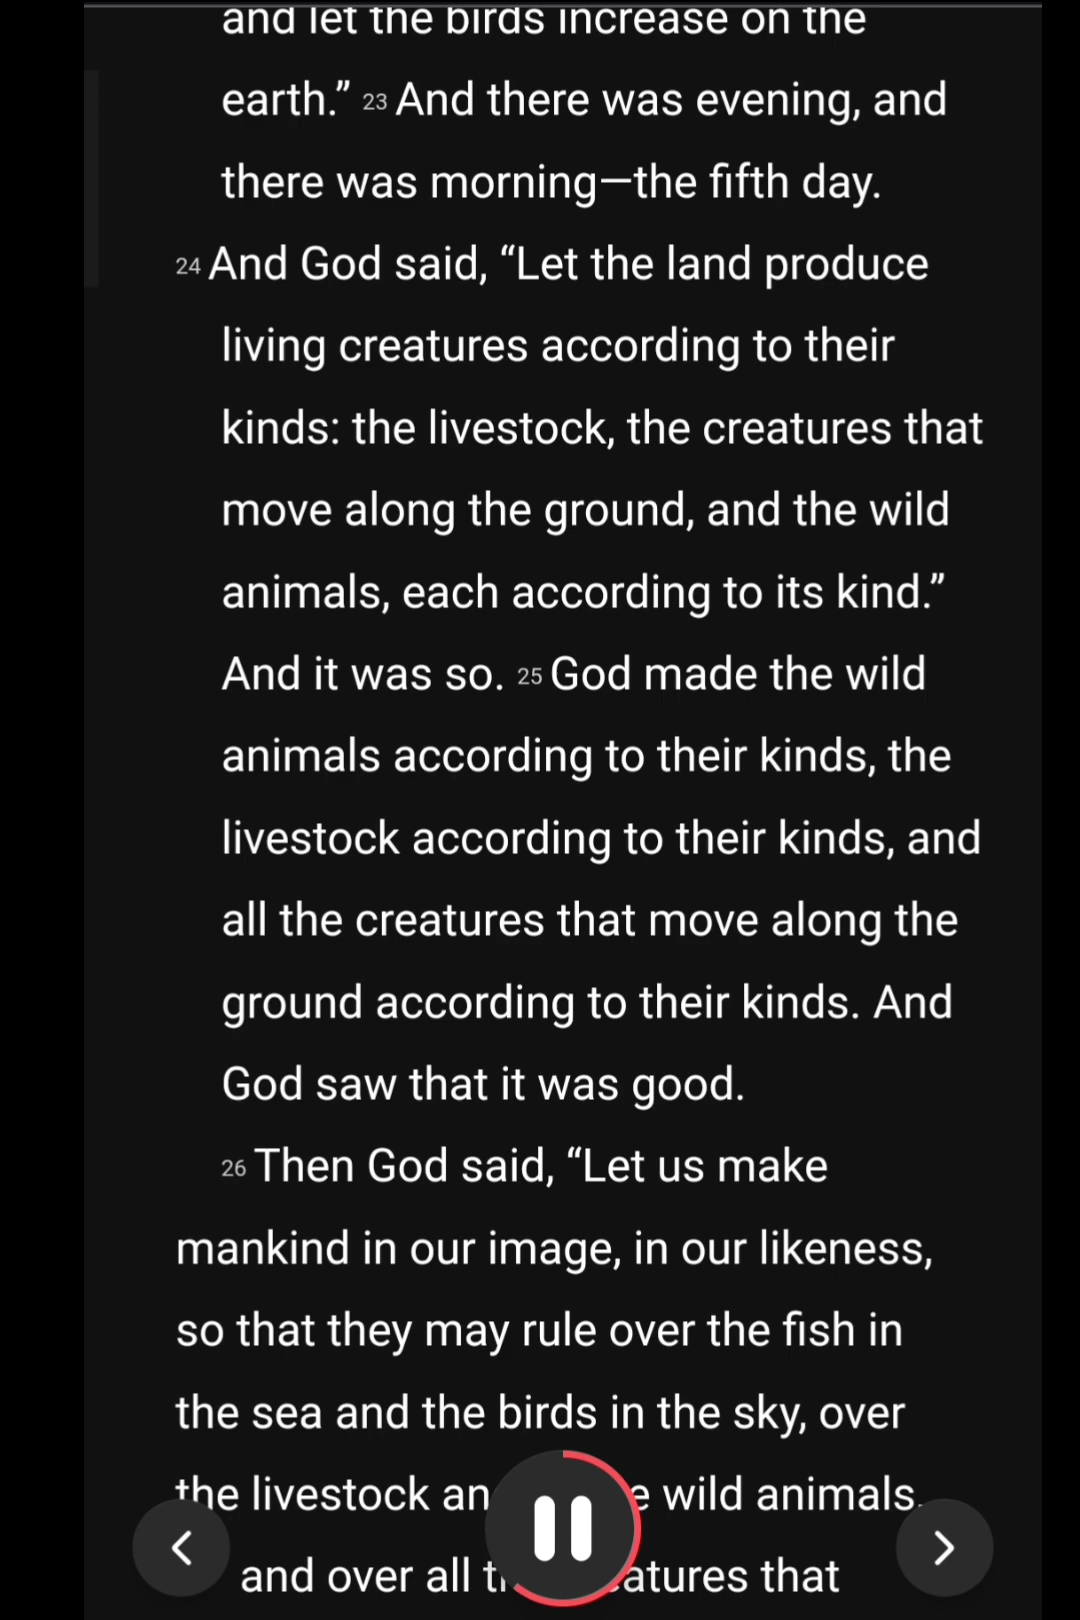 and let the birds increase on the
earth.” 23 And there was evening, and
there was morning—the fifth day.
24 And God said, “Let the land produce
living creatures according to their
kinds: the livestock, the creatures that
move along the ground, and the wild
animals, each according to its kind.”
And it was so. 25 God made the wild
animals according to their kinds, the
livestock according to their kinds, and
all the creatures that move along the
ground according to their kinds. And
God saw that it was good.
26 Then God said, “Let us make
mankind in our image, in our likeness,
so that they may rule over the fish in
the sea and the birds in the sky, over
the livestock wild animals,
and over all that